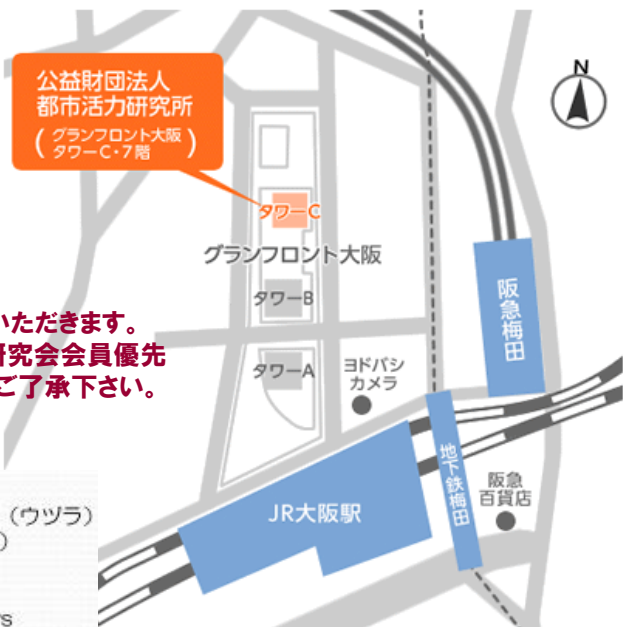 公益財団法人
都市活力研究所
(グランフロント大阪
タワーC・7階)
N
タワーC
グランフロント大阪
タワーB
タワーA
ヨドバシ
カメラ
阪急梅田
地下鉄梅田
阪急
百貨店
JR大阪駅
いただきます。
研究会会員優先
ご了承下さい。
(ウヅラ)
)
s